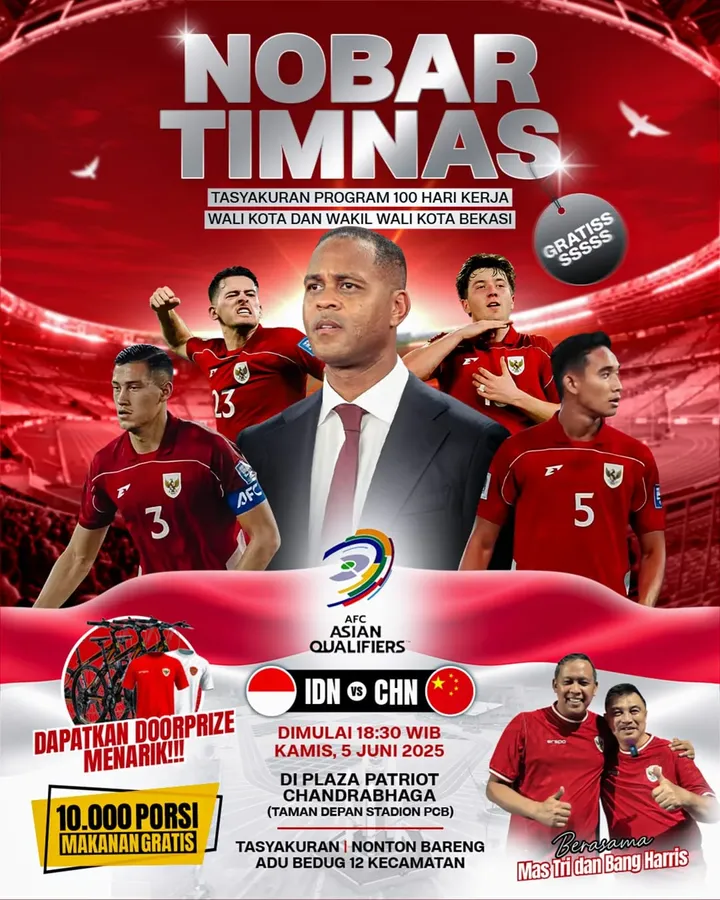 NOBAR
TIMNAS
TASYAKURAN PROGRAM 100 HARI KERJA
WALI KOTA DAN WAKIL WALI KOTA BEKASI
GRATISS
SSSSS
23
3
AFC
5
AFC
ASIAN
QUALIFIERS
IDN VS CHN
DAPATKAN DOORPRIZE
MENARIK!!!
DIMULAI 18:30 WIB
KAMIS, 5 JUNI 2025
DI PLAZA PATRIOT
CHANDRABHAGA
(TAMAN DEPAN STADION PCB)
10.000 PORSI
MAKANAN GRATIS
TASYAKURAN | NONTON BARENG
ADU BEDUG 12 KECAMATAN
Bersama
Mas Tri dan Bang Harris